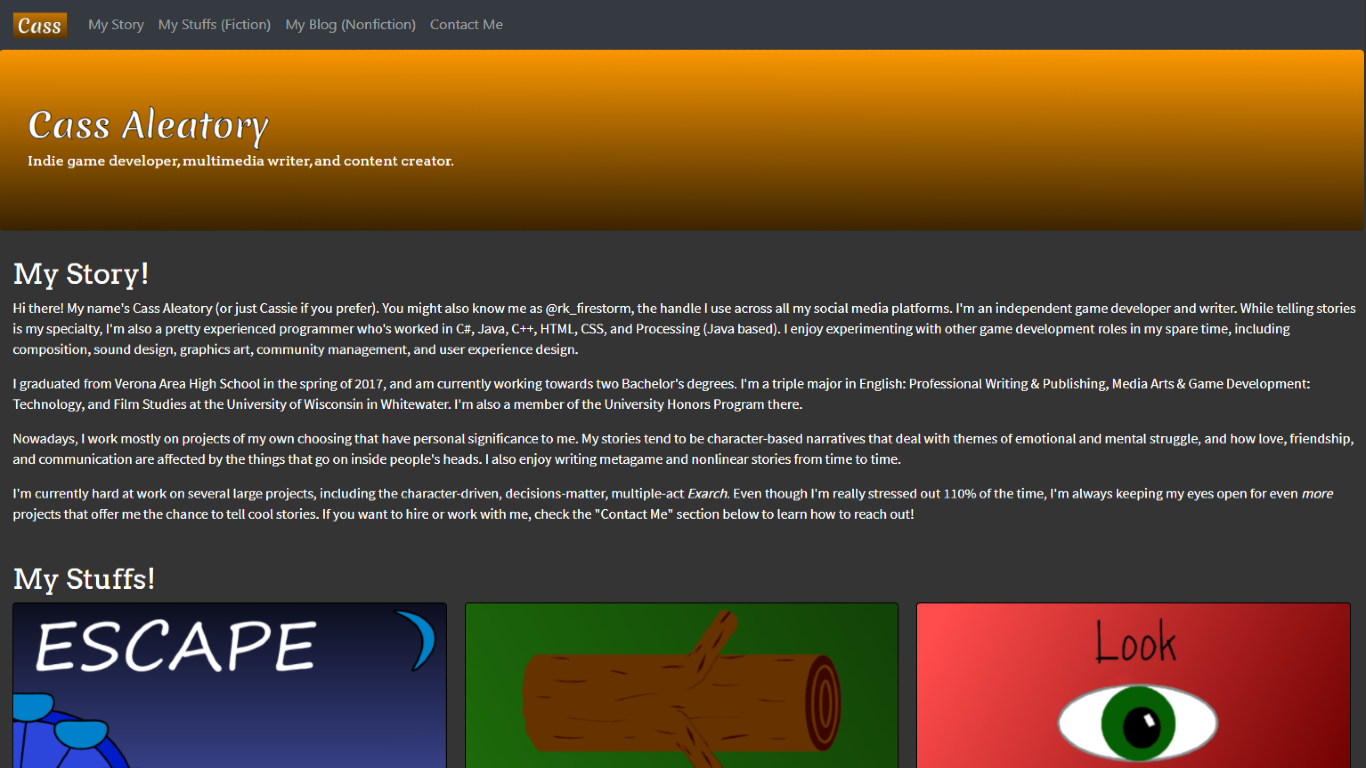 Cass My Story My Stuffs (Fiction) My Blog (Nonfiction) Contact Me
Cass Aleatory
Indie game developer, multimedia writer, and content creator.
My Story!
Hi there! My name's Cass Aleatory (or just Cassie if you prefer). You might also know me as @rk_firestorm, the handle I use across all my social media platforms. I'm an independent game developer and writer. While telling stories
is my specialty, I'm also a pretty experienced programmer who's worked in C#, Java, C++, HTML, CSS, and Processing (Java based). I enjoy experimenting with other game development roles in my spare time, including
composition, sound design, graphics art, community management, and user experience design.
I graduated from Verona Area High School in the spring of 2017, and am currently working towards two Bachelor's degrees. I'm a triple major in English: Professional Writing & Publishing, Media Arts & Game Development:
Technology, and Film Studies at the University of Wisconsin in Whitewater. I'm also a member of the University Honors Program there.
Nowadays, I work mostly on projects of my own choosing that have personal significance to me. My stories tend to be character-based narratives that deal with themes of emotional and mental struggle, and how love, friendship,
and communication are affected by the things that go on inside people's heads. I also enjoy writing metagame and nonlinear stories from time to time.
I'm currently hard at work on several large projects, including the character-driven, decisions-matter, multiple-act Exarch. Even though I'm really stressed out 110% of the time, I'm always keeping my eyes open for even more
projects that offer me the chance to tell cool stories. If you want to hire or work with me, check the "Contact Me" section below to learn how to reach out!
My Stuffs!
ESCAPE
Look